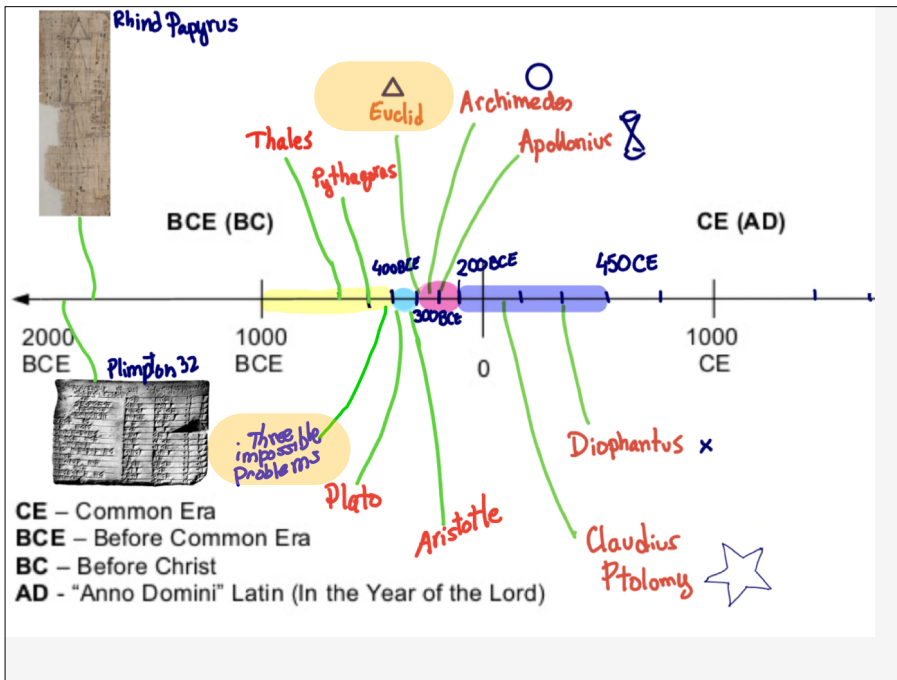 Rhind Papyrus
Euclid
Archimedes
Apollonius
Thales
Pythagoras
BCE (BC)
CE (AD)
400BCE
200BCE
450CE
300BCE
2000
BCE
1000
BCE
0
1000
CE
Plimpton 32
Three
impossible
Problems
Plato
Aristotle
Diophantus x
Claudius
Ptolomy
CE – Common Era
BCE – Before Common Era
BC – Before Christ
AD - “Anno Domini” Latin (In the Year of the Lord)